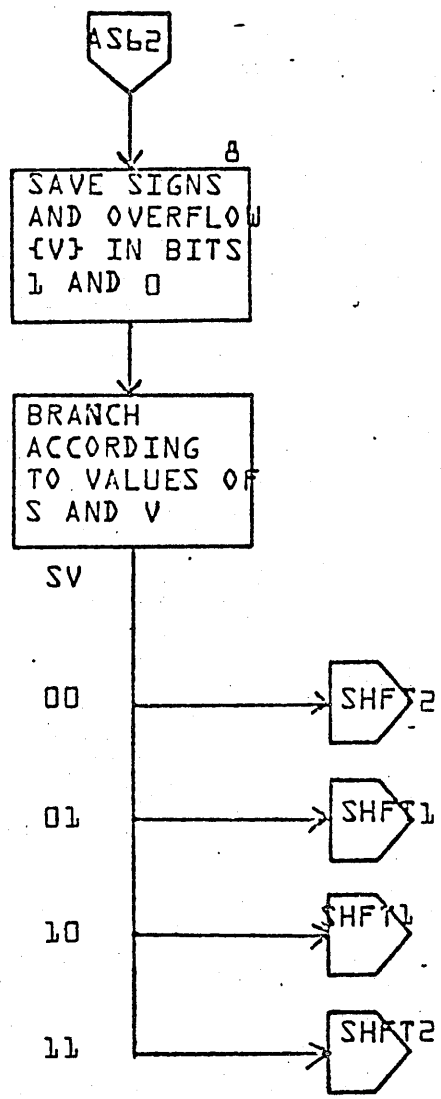 AS62
8
SAVE SIGNS
AND OVERFLOW
{V} IN BITS
1 AND 0
BRANCH
ACCORDING
TO VALUES OF
S AND V
SV
00 SHFT2
01 SHFT1
10 SHFT1
11 SHFT2